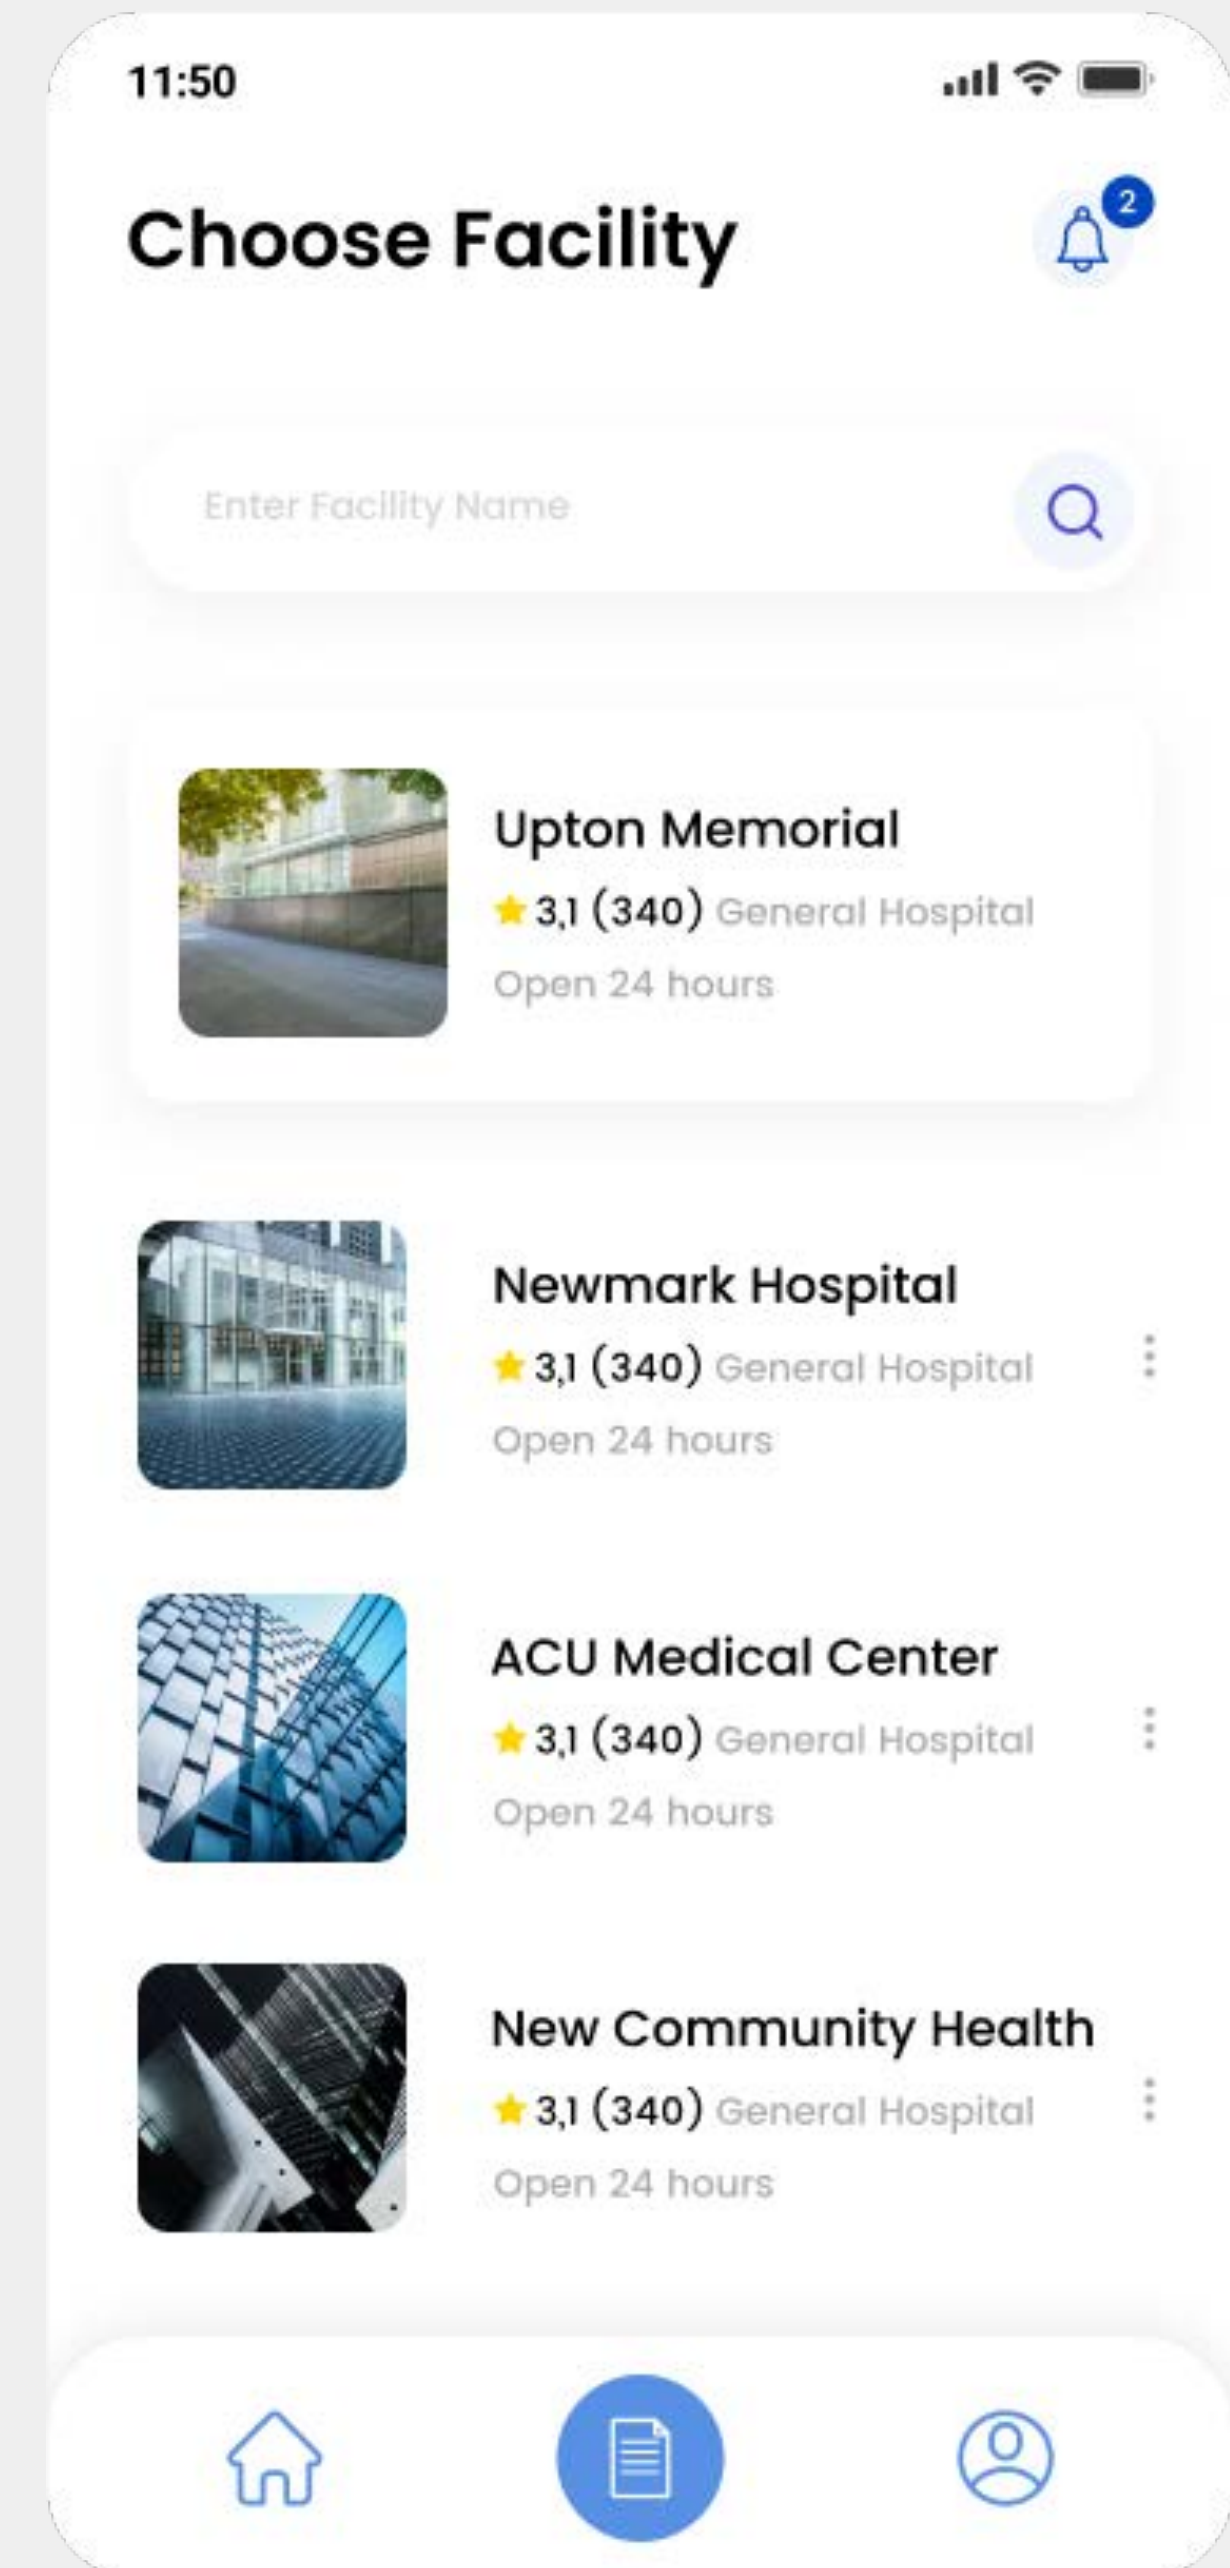 11:50
Choose Facility
2
Enter Facility Name
Upton Memorial
3,1 (340) General Hospital
Open 24 hours
Newmark Hospital
3,1 (340) General Hospital
Open 24 hours
ACU Medical Center
3,1 (340) General Hospital
Open 24 hours
New Community Health
3,1 (340) General Hospital
Open 24 hours